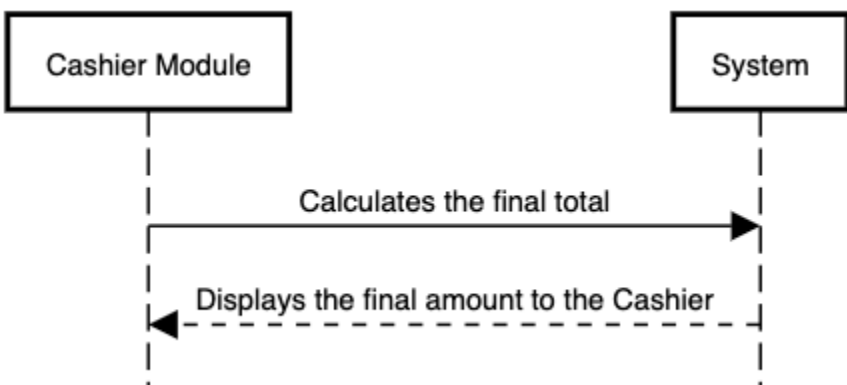 Cashier Module
System
Calculates the final total
Displays the final amount to the Cashier